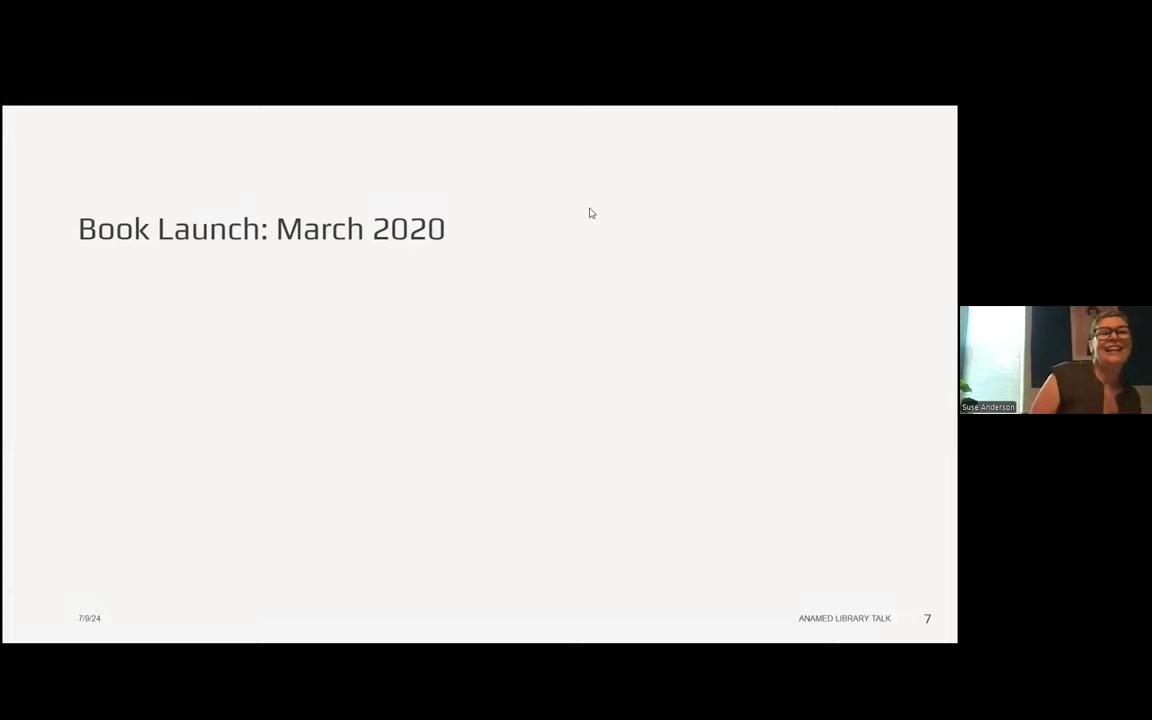 Book Launch: March 2020
Suse Anderson
7/9/24
ANAMED LIBRARY TALK
7